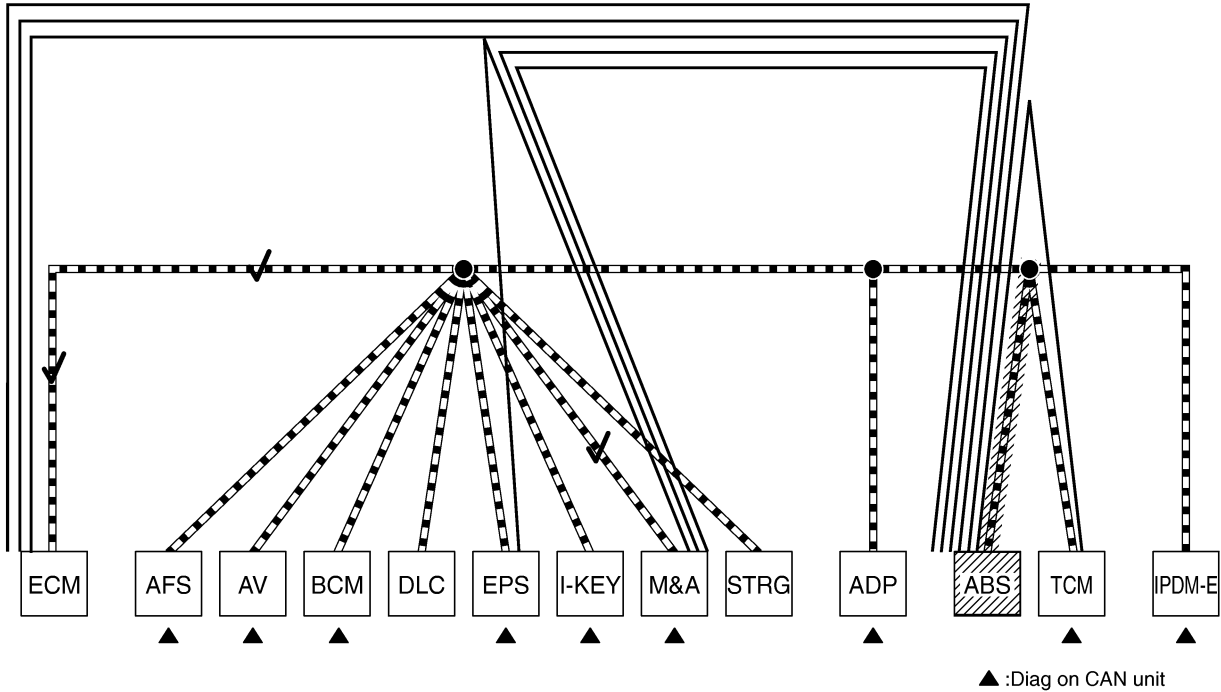 ECM AFS AV BCM DLC EPS I-KEY M&A STRG ADP ABS TCM IPDM-E
▲ :Diag on CAN unit